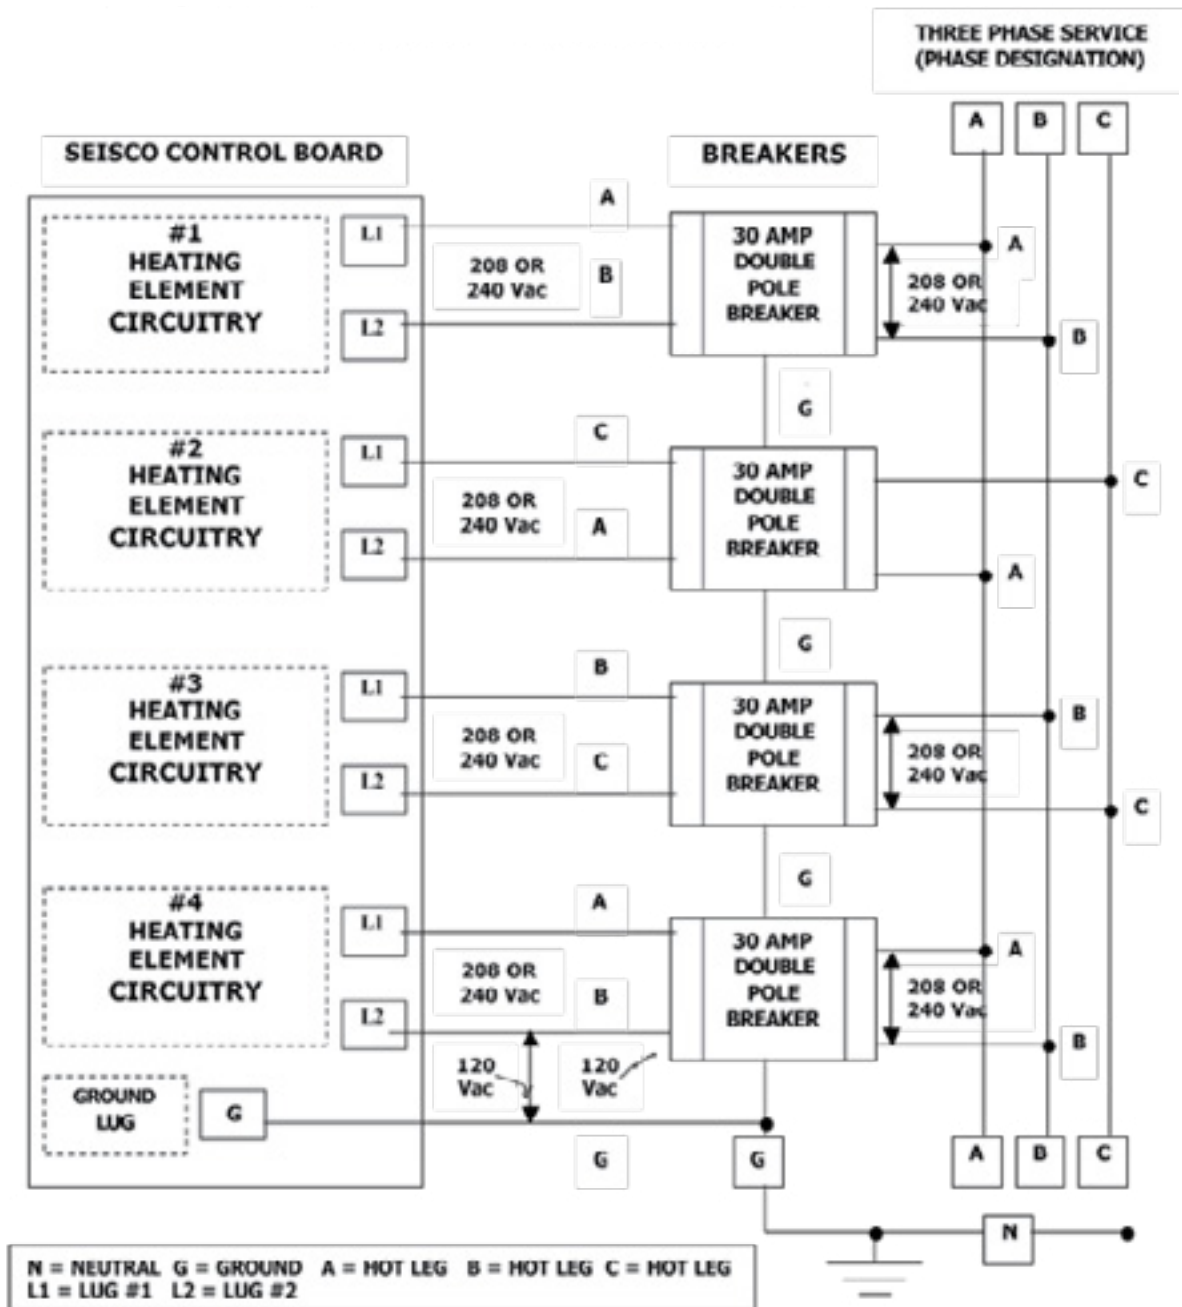 THREE PHASE SERVICE
(PHASE DESIGNATION)
A B C
SEISCO CONTROL BOARD
BREAKERS
#1
HEATING
ELEMENT
CIRCUITRY
L1
L2
A
208 OR
240 Vac
B
30 AMP
DOUBLE
POLE
BREAKER
208 OR
240 Vac
A
B
G
#2
HEATING
ELEMENT
CIRCUITRY
L1
L2
C
208 OR
240 Vac
A
30 AMP
DOUBLE
POLE
BREAKER
C
A
G
#3
HEATING
ELEMENT
CIRCUITRY
L1
L2
B
208 OR
240 Vac
C
30 AMP
DOUBLE
POLE
BREAKER
208 OR
240 Vac
B
C
G
#4
HEATING
ELEMENT
CIRCUITRY
L1
L2
A
208 OR
240 Vac
B
30 AMP
DOUBLE
POLE
BREAKER
208 OR
240 Vac
A
B
120
Vac
120
Vac
GROUND
LUG
G
G
G
A B C
N
N = NEUTRAL G = GROUND A = HOT LEG B = HOT LEG C = HOT LEG
L1 = LUG #1 L2 = LUG #2